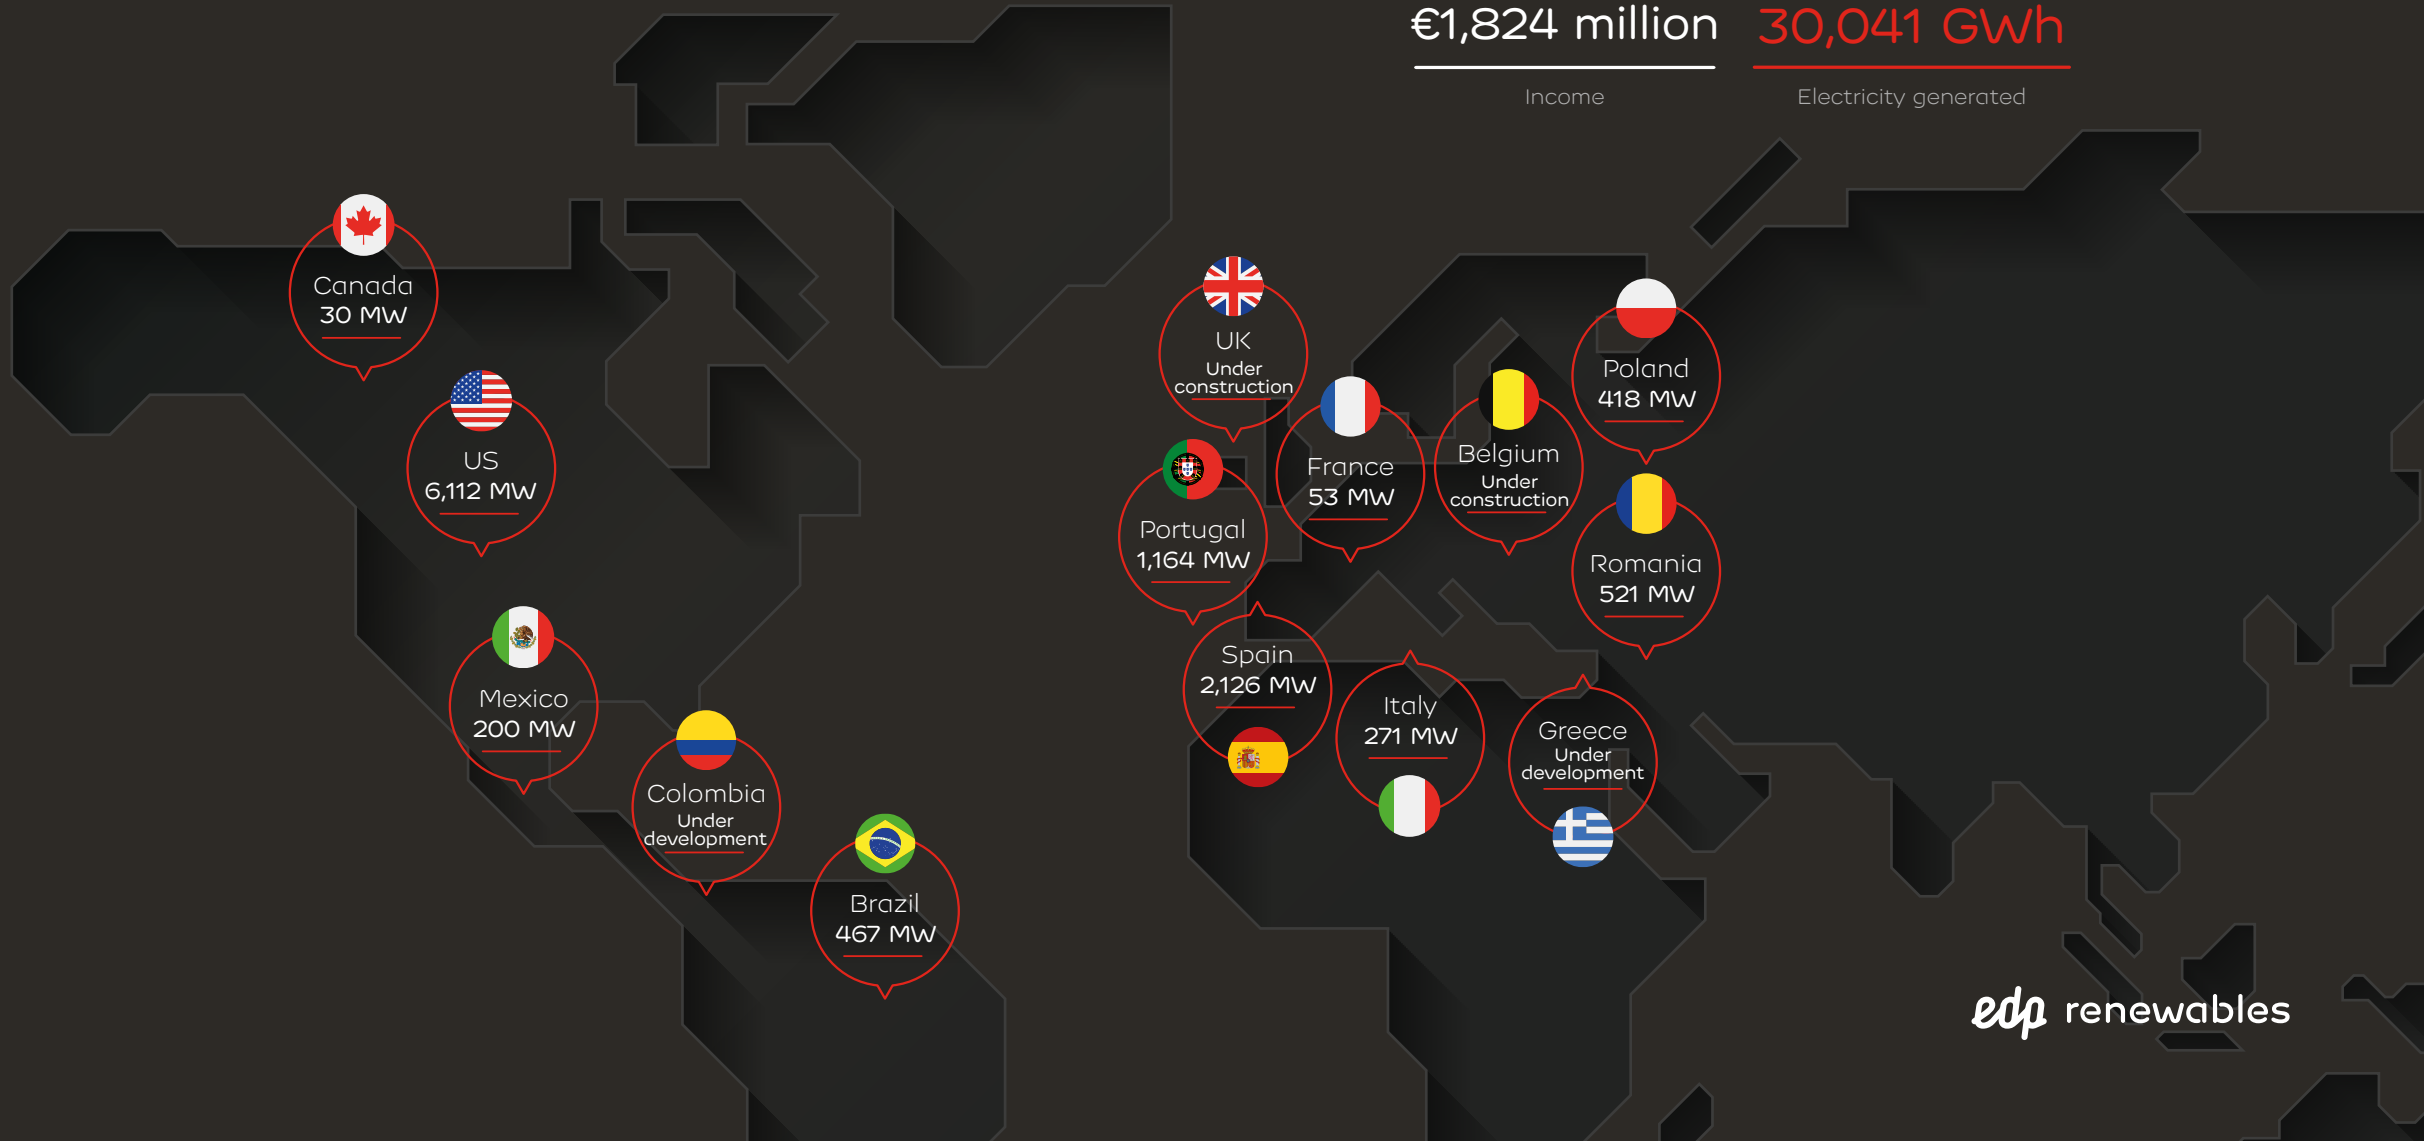 €1,824 million
Income
30,041 GWh
Electricity generated
Canada
30 MW
US
6,112 MW
Mexico
200 MW
Colombia
Under
development
Brazil
467 MW
UK
Under
construction
Portugal
1,164 MW
France
53 MW
Belgium
Under
construction
Poland
418 MW
Romania
521 MW
Spain
2,126 MW
Italy
271 MW
Greece
Under
development
edp renewables